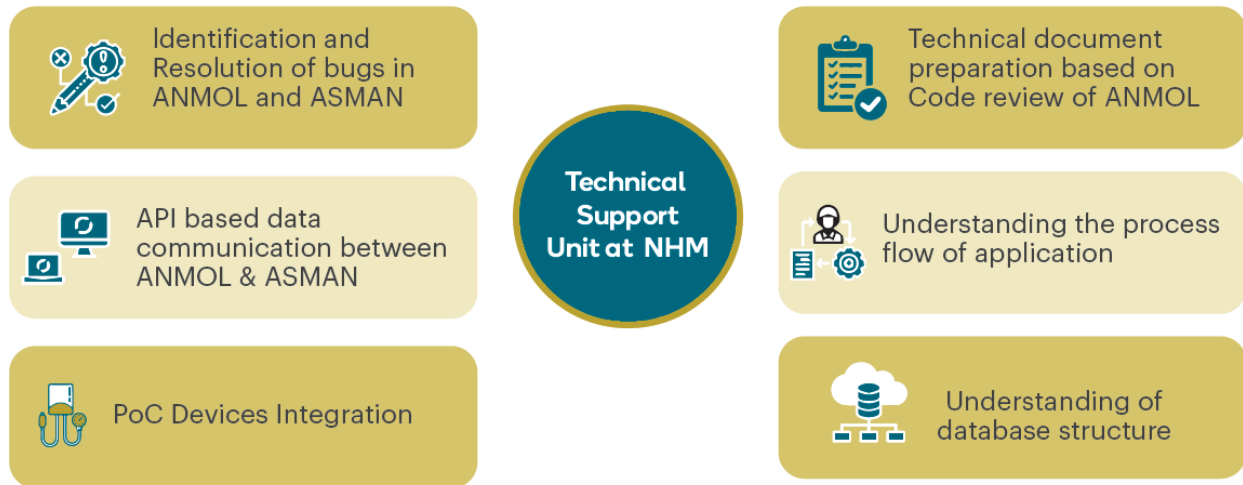 Identification and
Resolution of bugs in
ANMOL and ASMAN
API based data
communication between
ANMOL & ASMAN
PoC Devices Integration
Technical
Support
Unit at NHM
Technical document
preparation based on
Code review of ANMOL
Understanding the process
flow of application
Understanding of
database structure